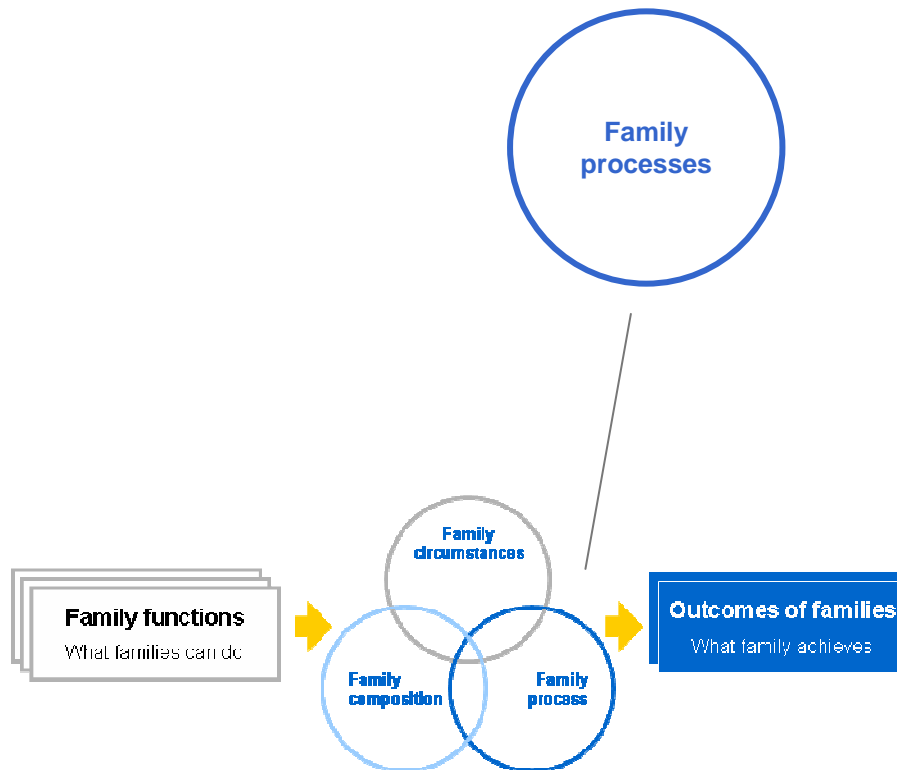 Family
processes
Family
circumstances
Family functions
What families can do
Family
composition
Family
process
Outcomes of families
What family achieves